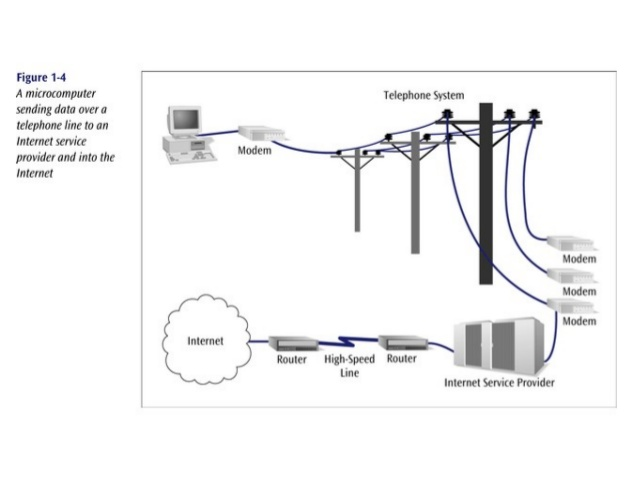 Figure 1-4
A microcomputer
sending data over a
telephone line to an
Internet service
provider and into the
Internet
Telephone System
Modem
Modem
Modem
Modem
Internet
Router
High-Speed
Line
Router
Internet Service Provider